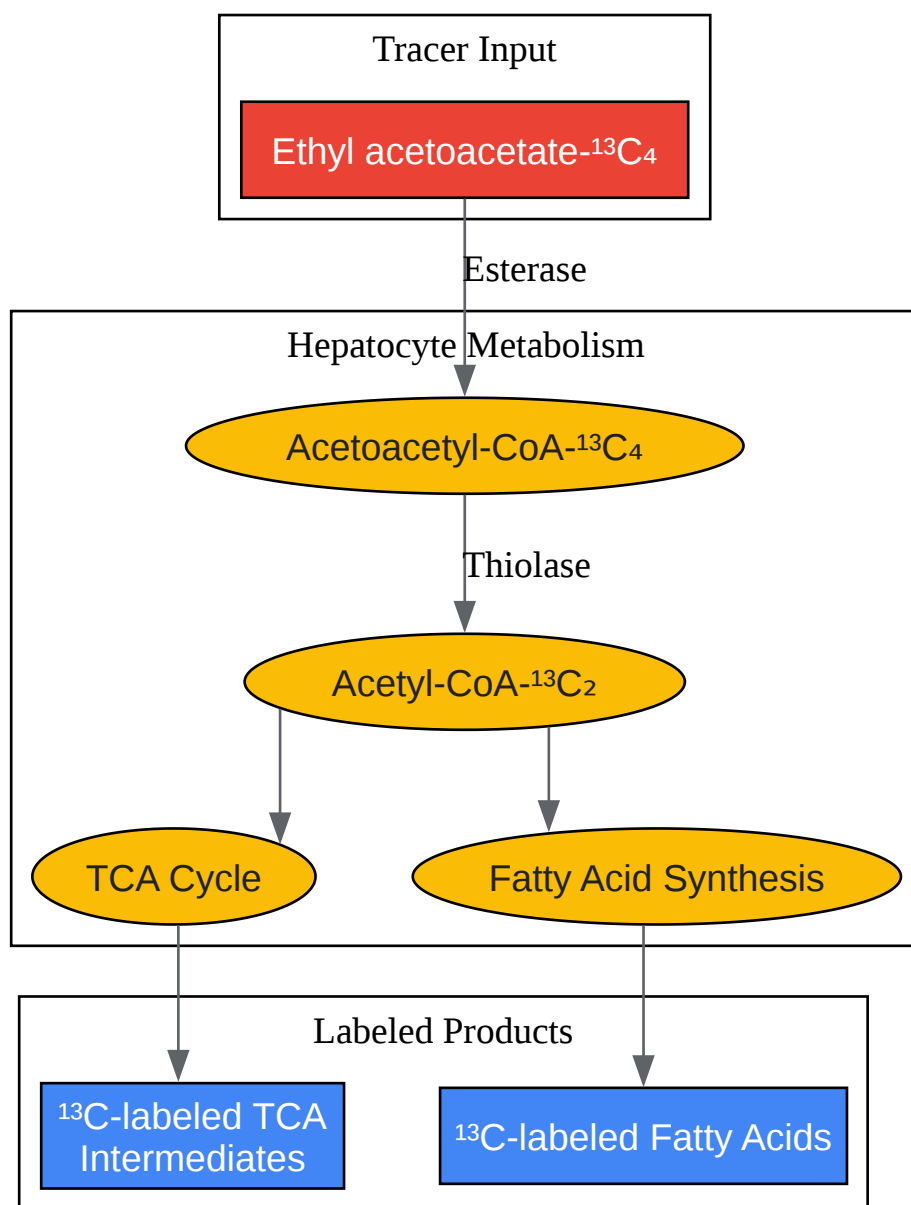 Tracer Input
Ethyl acetoacetate-¹³C₄
Esterase
Hepatocyte Metabolism
Acetoacetyl-CoA-¹³C₄
Thiolase
Acetyl-CoA-¹³C₂
TCA Cycle
Fatty Acid Synthesis
Labeled Products
¹³C-labeled TCA
Intermediates
¹³C-labeled Fatty Acids